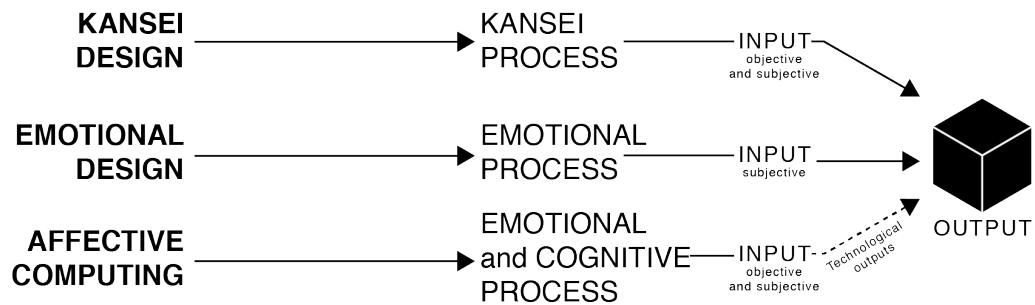 KANSEI
DESIGN
KANSEI
PROCESS
INPUT
objective
and subjective
EMOTIONAL
DESIGN
EMOTIONAL
PROCESS
INPUT
subjective
AFFECTIVE
COMPUTING
EMOTIONAL
and COGNITIVE
PROCESS
INPUT
objective
and subjective
Technological
outputs
OUTPUT